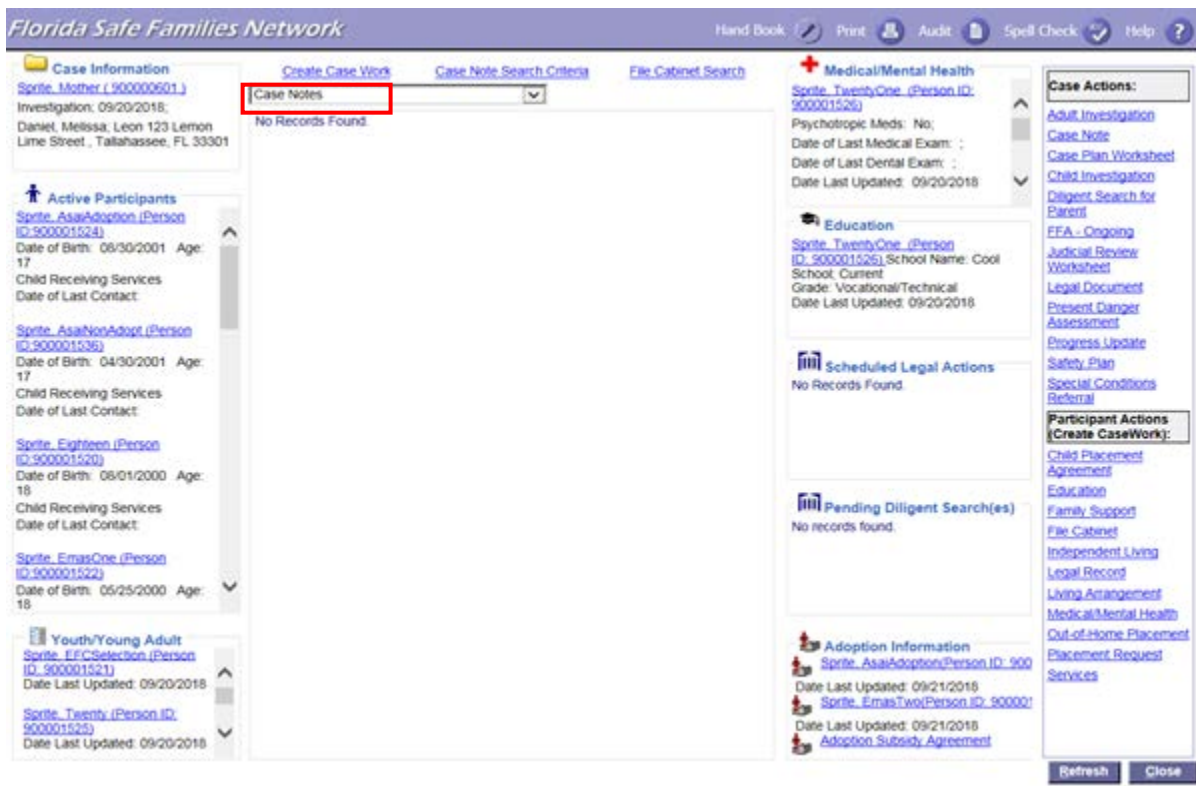 Florida Safe Families Network
Hand Book Print Audit Spell Check Help ?
Case Information
Sprite, Mother ( 900000601 )
Investigation: 09/20/2018;
Daniel, Melissa; Leon 123 Lemon
Lime Street , Tallahassee, FL 33301
Active Participants
Sprite, AsaiAdoption (Person
ID:900001524)
Date of Birth: 08/30/2001 Age:
17
Child Receiving Services
Date of Last Contact:
Sprite, AsaiNonAdopt (Person
ID:900001536)
Date of Birth: 04/30/2001 Age:
17
Child Receiving Services
Date of Last Contact:
Sprite, Eighteen (Person
ID:900001520)
Date of Birth: 08/01/2000 Age:
18
Child Receiving Services
Date of Last Contact:
Sprite, EmasOne (Person
ID:900001522)
Date of Birth: 05/25/2000 Age:
18
Youth/Young Adult
Sprite, EFCSelection (Person
ID: 900001521)
Date Last Updated: 09/20/2018
Sprite, Twenty (Person ID:
900001525)
Date Last Updated: 09/20/2018
Create Case Work Case Note Search Criteria File Cabinet Search
Case Notes
No Records Found.
Medical/Mental Health
Sprite, TwentyOne (Person ID:
900001526)
Psychotropic Meds: No;
Date of Last Medical Exam: ;
Date of Last Dental Exam: ;
Date Last Updated: 09/20/2018
Education
Sprite, TwentyOne (Person
ID: 900001526) School Name: Cool
School; Current
Grade: Vocational/Technical
Date Last Updated: 09/20/2018
Scheduled Legal Actions
No Records Found.
Pending Diligent Search(es)
No records found.
Adoption Information
Sprite, AsaiAdoption(Person ID: 900
Date Last Updated: 09/21/2018
Sprite, EmasTwo(Person ID: 90000
Date Last Updated: 09/21/2018
Adoption Subsidy Agreement
Case Actions:
Adult Investigation
Case Note
Case Plan Worksheet
Child Investigation
Diligent Search for
Parent
FFA - Ongoing
Judicial Review
Worksheet
Legal Document
Present Danger
Assessment
Progress Update
Safety Plan
Special Conditions
Referral
Participant Actions
(Create CaseWork):
Child Placement
Agreement
Education
Family Support
File Cabinet
Independent Living
Legal Record
Living Arrangement
Medical/Mental Health
Out-of-Home Placement
Placement Request
Services
Refresh Close